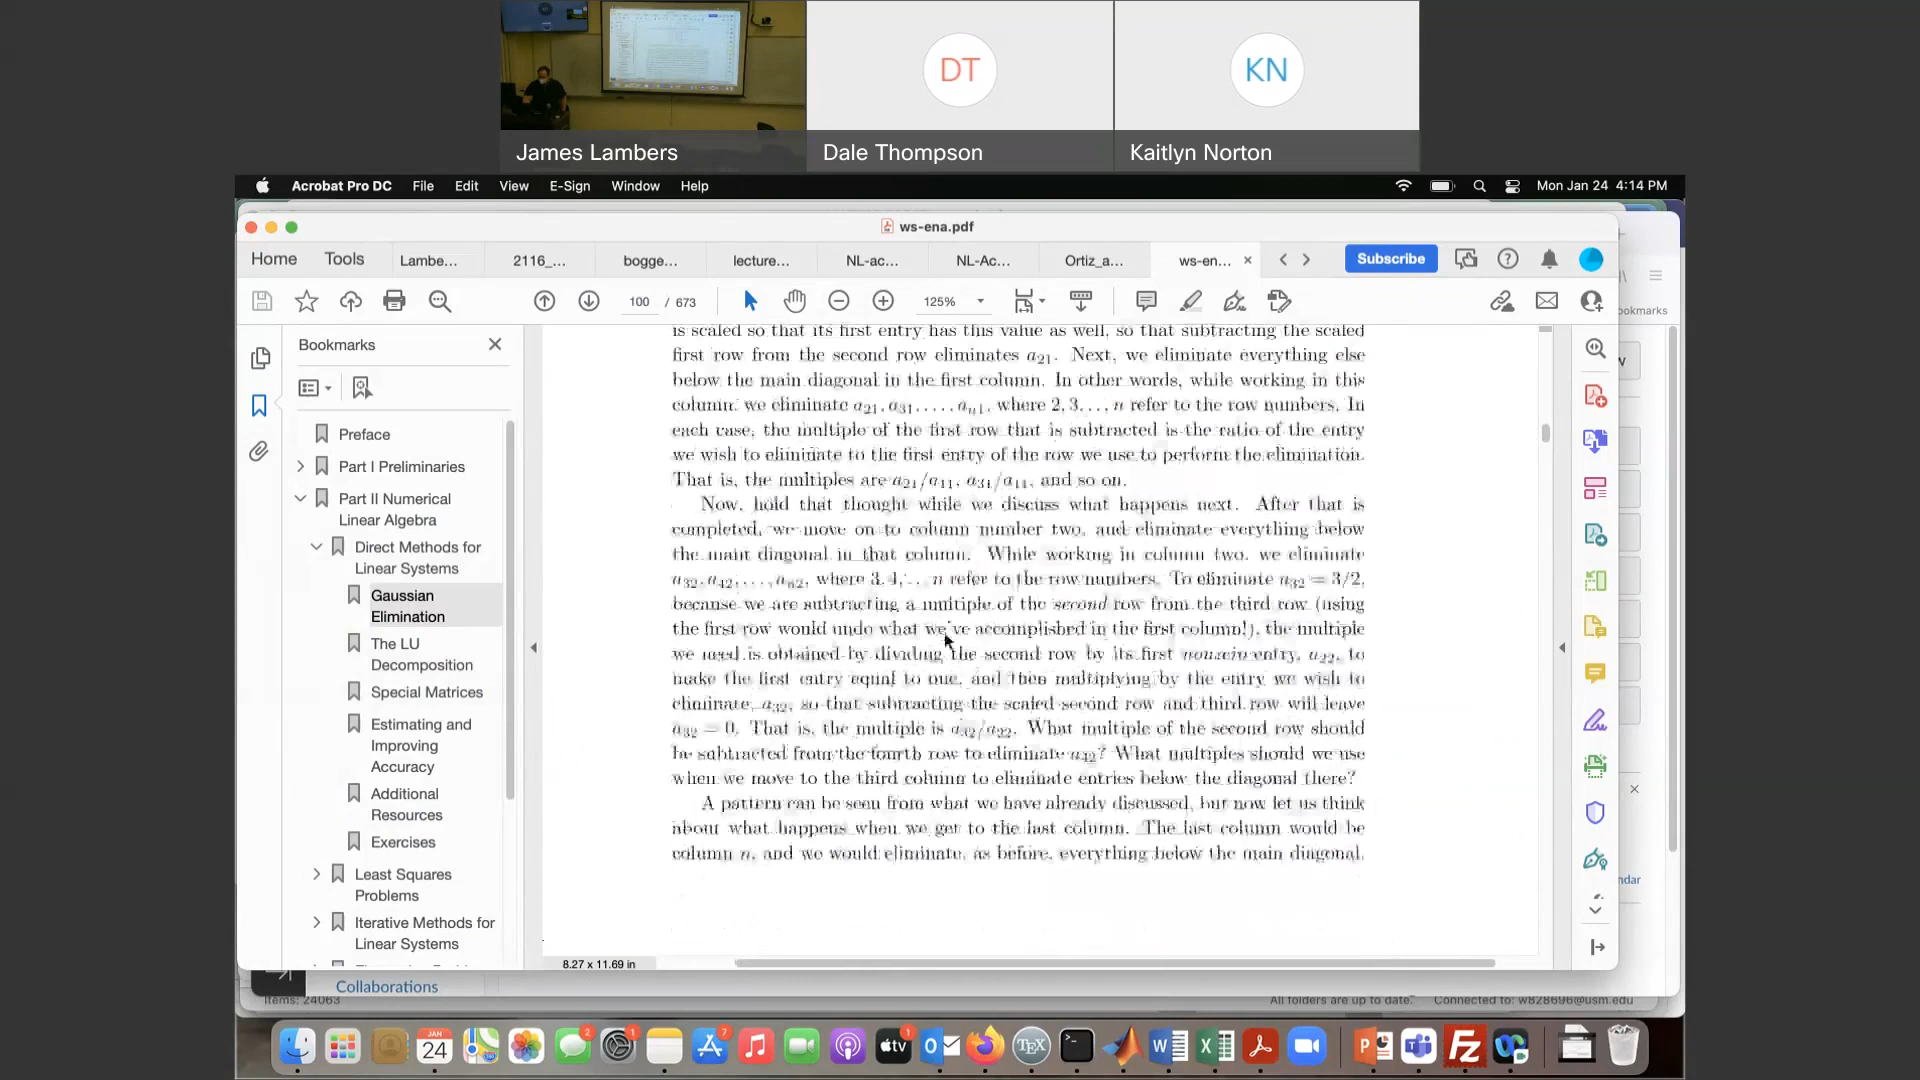 DT
KN
James Lambers
Dale Thompson
Kaitlyn Norton
Acrobat Pro DC File Edit View E-Sign Window Help
Mon Jan 24 4:14 PM
ws-ena.pdf
Home Tools Lambe... 2116_... bogge... lecture... NL-ac... NL-Ac... Ortiz_a... ws-en...
Subscribe
100 / 673
125%
ookmarks
Bookmarks
Preface
Part I Preliminaries
Part II Numerical
Linear Algebra
Direct Methods for
Linear Systems
Gaussian
Elimination
The LU
Decomposition
Special Matrices
Estimating and
Improving
Accuracy
Additional
Resources
Exercises
Least Squares
Problems
Iterative Methods for
Linear Systems
is scaled so that its first entry has this value as well, so that subtracting the scaled
first row from the second row eliminates a₂₁. Next, we eliminate everything else
below the main diagonal in the first column. In other words, while working in this
column, we eliminate a₂₁, a₃₁, . . . , aₙ₁, where 2, 3, . . . , n refer to the row numbers. In
each case, the multiple of the first row that is subtracted is the ratio of the entry
we wish to eliminate to the first entry of the row we use to perform the elimination.
That is, the multiples are a₂₁/a₁₁, a₃₁/a₁₁, and so on.
Now, hold that thought while we discuss what happens next. After that is
completed, we move on to column number two, and eliminate everything below
the main diagonal in that column. While working in column two, we eliminate
a₃₂, a₄₂, . . . , aₙ₂, where 3, 4, . . . n refer to the row numbers. To eliminate a₃₂ = 3/2,
because we are subtracting a multiple of the second row from the third row (using
the first row would undo what we've accomplished in the first column!), the multiple
we need is obtained by dividing the second row by its first nonzero entry, a₂₂, to
make the first entry equal to one, and then multiplying by the entry we wish to
eliminate, a₃₂, so that subtracting the scaled second row and third row will leave
a₃₂ = 0. That is, the multiple is a₃₂/a₂₂. What multiple of the second row should
be subtracted from the fourth row to eliminate a₄₂? What multiples should we use
when we move to the third column to eliminate entries below the diagonal there?
A pattern can be seen from what we have already discussed, but now let us think
about what happens when we get to the last column. The last column would be
column n, and we would eliminate, as before, everything below the main diagonal.
8.27 x 11.69 in
ndar
Collaborations
Items: 24063
All folders are up to date. Connected to: w828696@usm.edu
2
1
JAN
24
7
tv
1
TEX